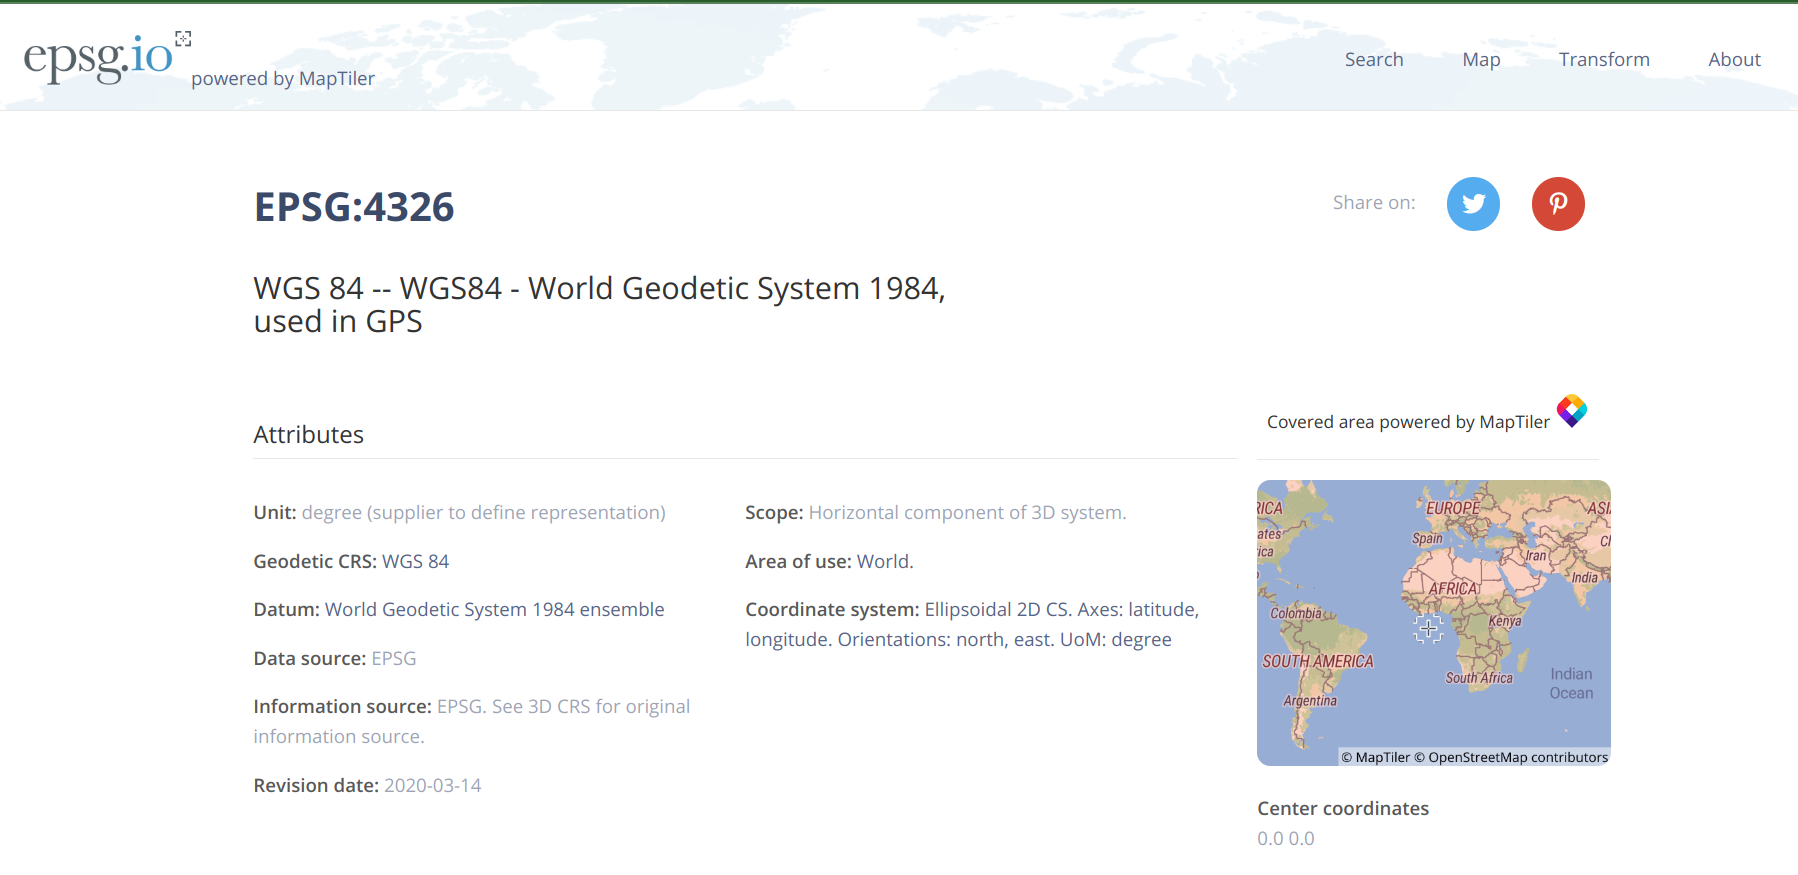 epsg.io
powered by MapTiler
Search Map Transform About
EPSG:4326
Share on:
WGS 84 -- WGS84 - World Geodetic System 1984,
used in GPS
Attributes
Unit: degree (supplier to define representation)
Geodetic CRS: WGS 84
Datum: World Geodetic System 1984 ensemble
Data source: EPSG
Information source: EPSG. See 3D CRS for original
information source.
Revision date: 2020-03-14
Scope: Horizontal component of 3D system.
Area of use: World.
Coordinate system: Ellipsoidal 2D CS. Axes: latitude,
longitude. Orientations: north, east. UoM: degree
Covered area powered by MapTiler
RICA
EUROPE
ASI
ates
ica
Spain
Iran
CI
AFRICA
India
Colombia
Kenya
SOUTH AMERICA
South Africa
Indian
Ocean
Argentina
© MapTiler © OpenStreetMap contributors
Center coordinates
0.0 0.0